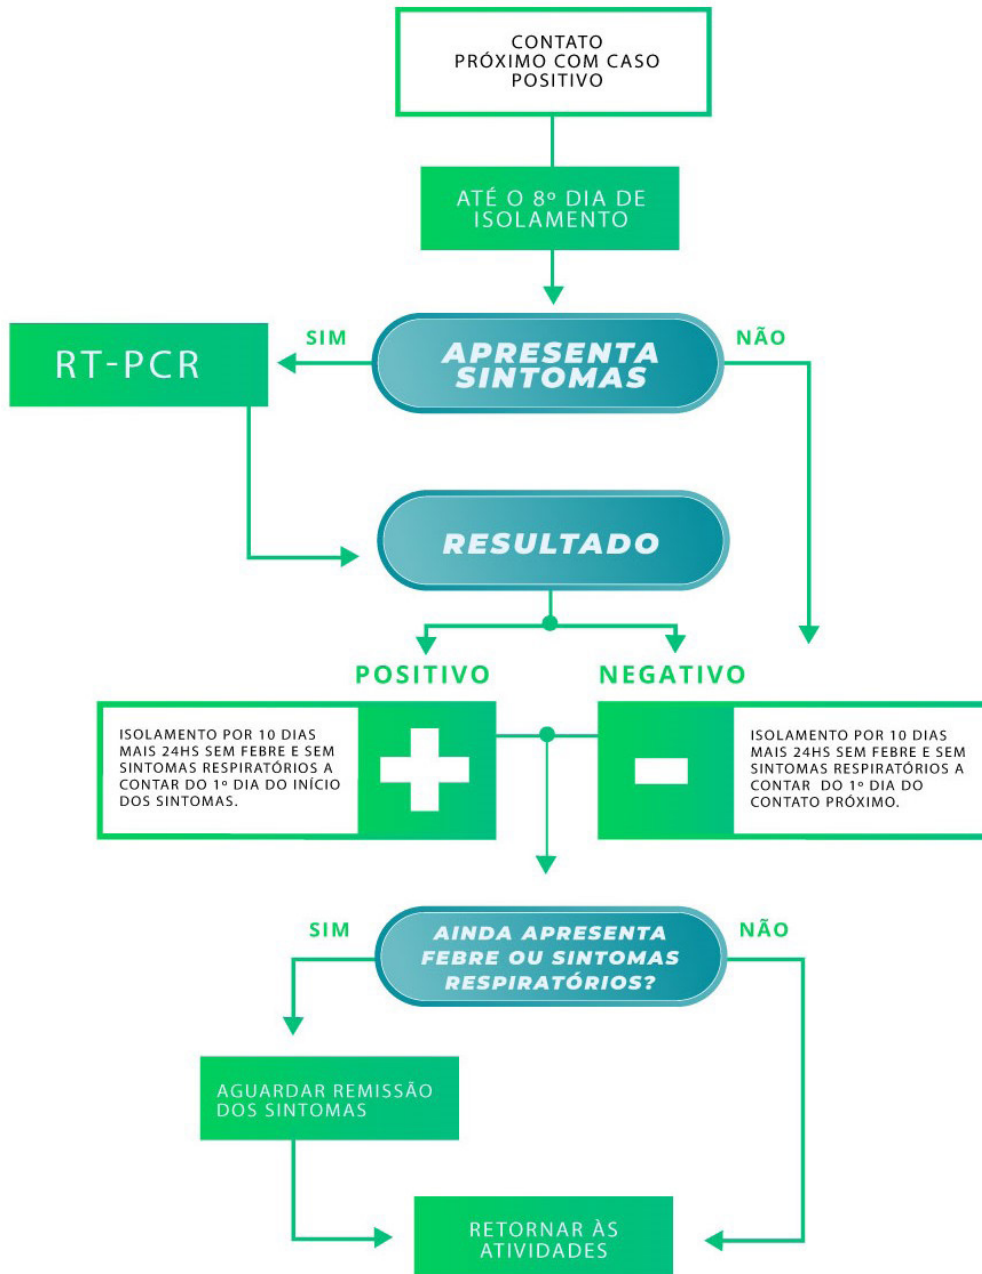 CONTATO
PRÓXIMO COM CASO
POSITIVO
ATÉ O 8º DIA DE
ISOLAMENTO
SIM
NÃO
RT-PCR
APRESENTA
SINTOMAS
RESULTADO
POSITIVO
NEGATIVO
ISOLAMENTO POR 10 DIAS
MAIS 24HS SEM FEBRE E SEM
SINTOMAS RESPIRATÓRIOS A
CONTAR DO 1º DIA DO INÍCIO
DOS SINTOMAS.
ISOLAMENTO POR 10 DIAS
MAIS 24HS SEM FEBRE E SEM
SINTOMAS RESPIRATÓRIOS A
CONTAR DO 1º DIA DO
CONTATO PRÓXIMO.
SIM
NÃO
AINDA APRESENTA
FEBRE OU SINTOMAS
RESPIRATÓRIOS?
AGUARDAR REMISSÃO
DOS SINTOMAS
RETORNAR ÀS
ATIVIDADES